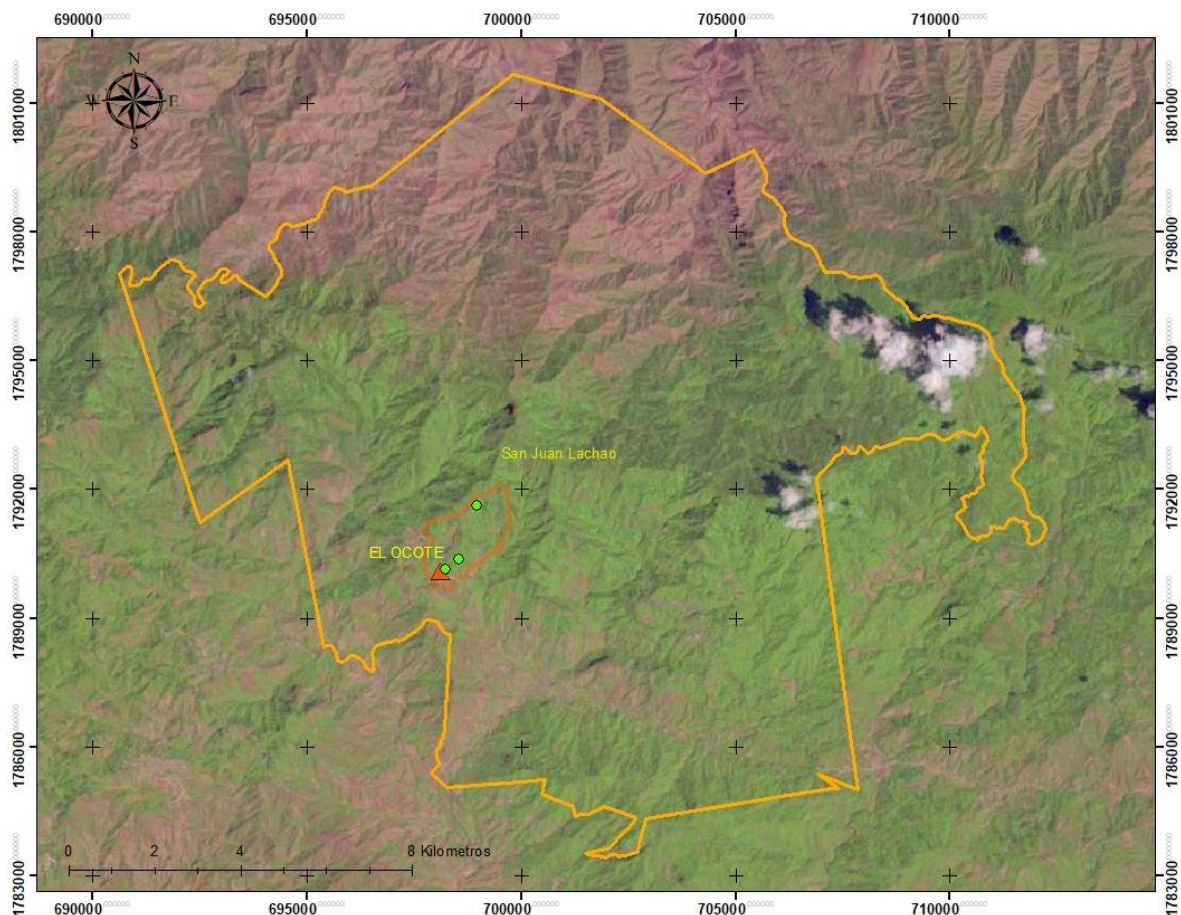 690000 695000 700000 705000 710000
N
W E
S
1801000 1801000
1798000 1798000
1795000 1795000
San Juan Lachao
1792000 1792000
EL OCOTE
1789000 1789000
1786000 1786000
0 2 4 8 Kilometros
1783000 1783000
690000 695000 700000 705000 710000